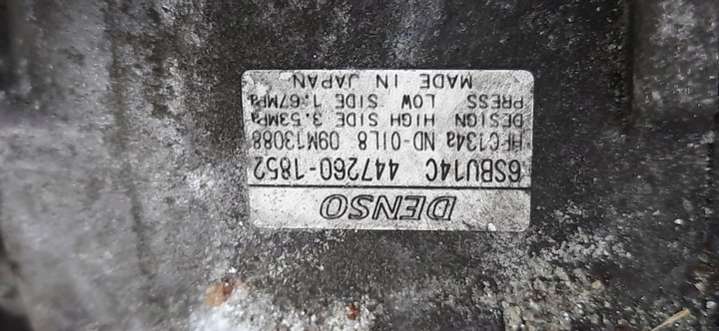 DENSO
6SBU14C 447260-1852
HFC134a ND-OIL8 09M13088
DESIGN HIGH SIDE 3.53MPa
PRESS LOW SIDE 1.67MPa
MADE IN JAPAN